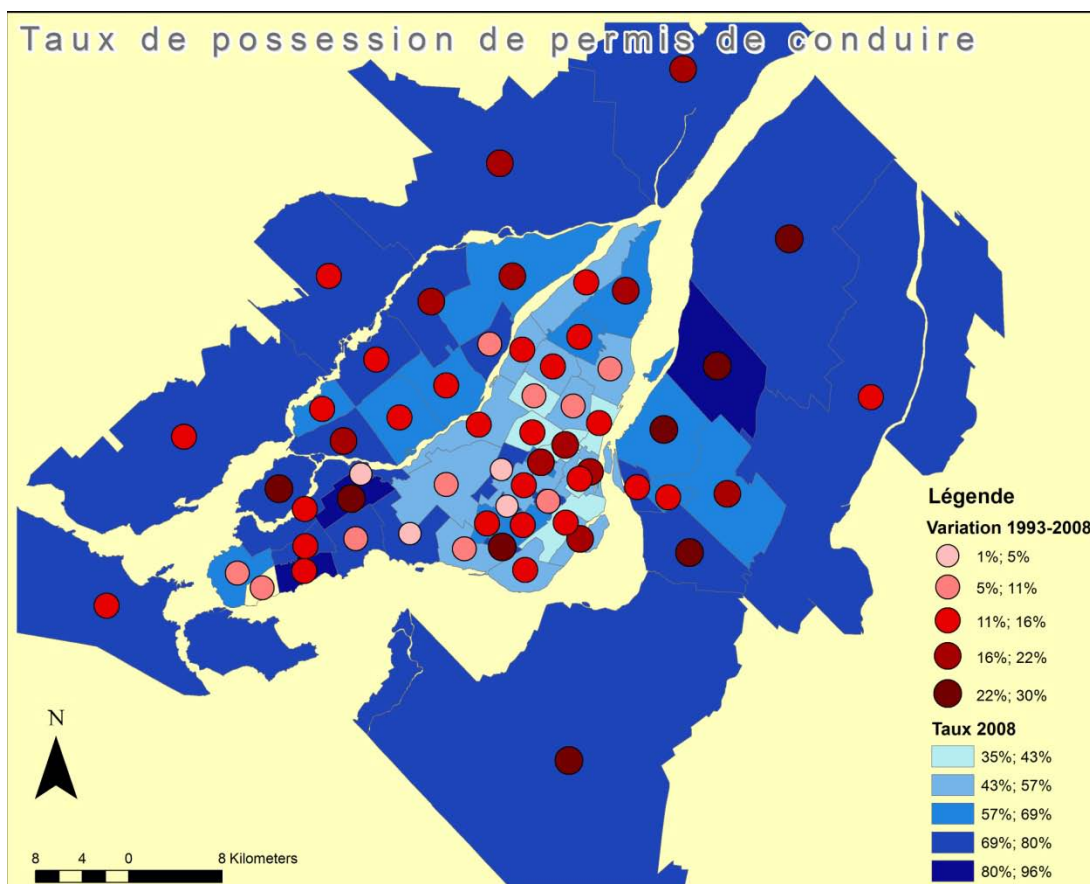 Taux de possession de permis de conduire
Légende
Variation 1993-2008
1%; 5%
5%; 11%
11%; 16%
16%; 22%
22%; 30%
Taux 2008
35%; 43%
43%; 57%
57%; 69%
69%; 80%
80%; 96%
N
8 4 0 8 Kilometers